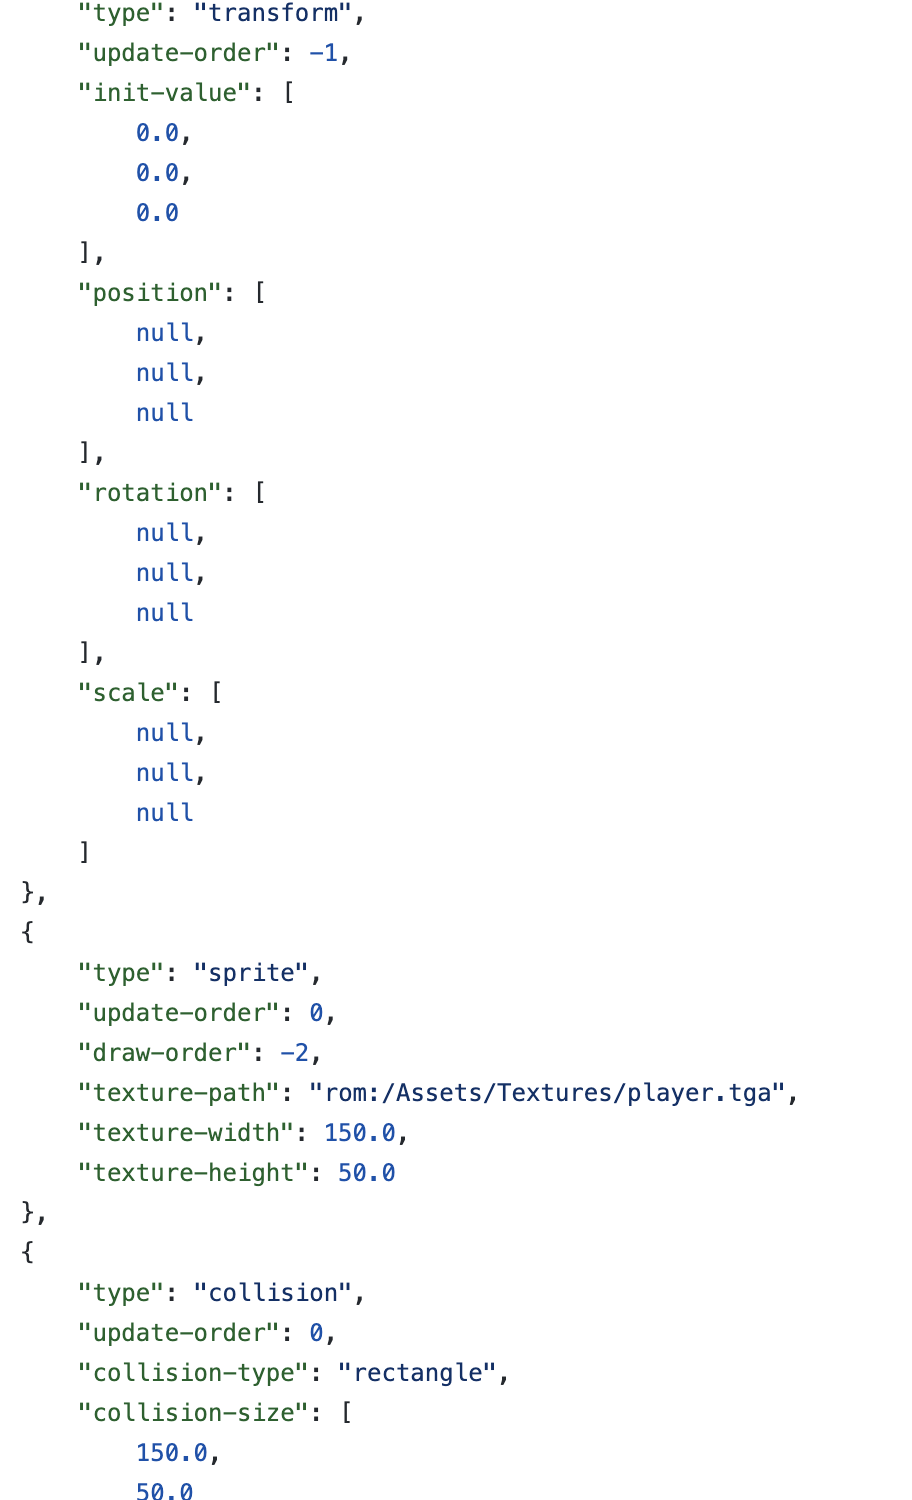 "type": "transform",
"update-order": -1,
"init-value": [
0.0,
0.0,
0.0
],
"position": [
null,
null,
null
],
"rotation": [
null,
null,
null
],
"scale": [
null,
null,
null
]
},
{
"type": "sprite",
"update-order": 0,
"draw-order": -2,
"texture-path": "rom:/Assets/Textures/player.tga",
"texture-width": 150.0,
"texture-height": 50.0
},
{
"type": "collision",
"update-order": 0,
"collision-type": "rectangle",
"collision-size": [
150.0,
50.0